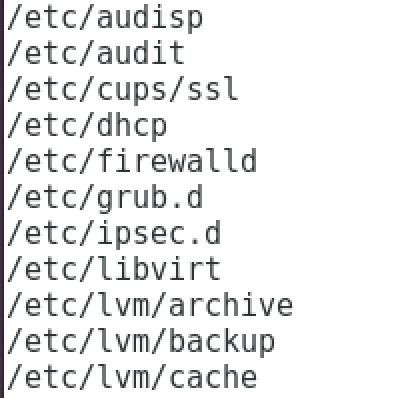 /etc/audisp
/etc/audit
/etc/cups/ssl
/etc/dhcp
/etc/firewalld
/etc/grub.d
/etc/ipsec.d
/etc/libvirt
/etc/lvm/archive
/etc/lvm/backup
/etc/lvm/cache